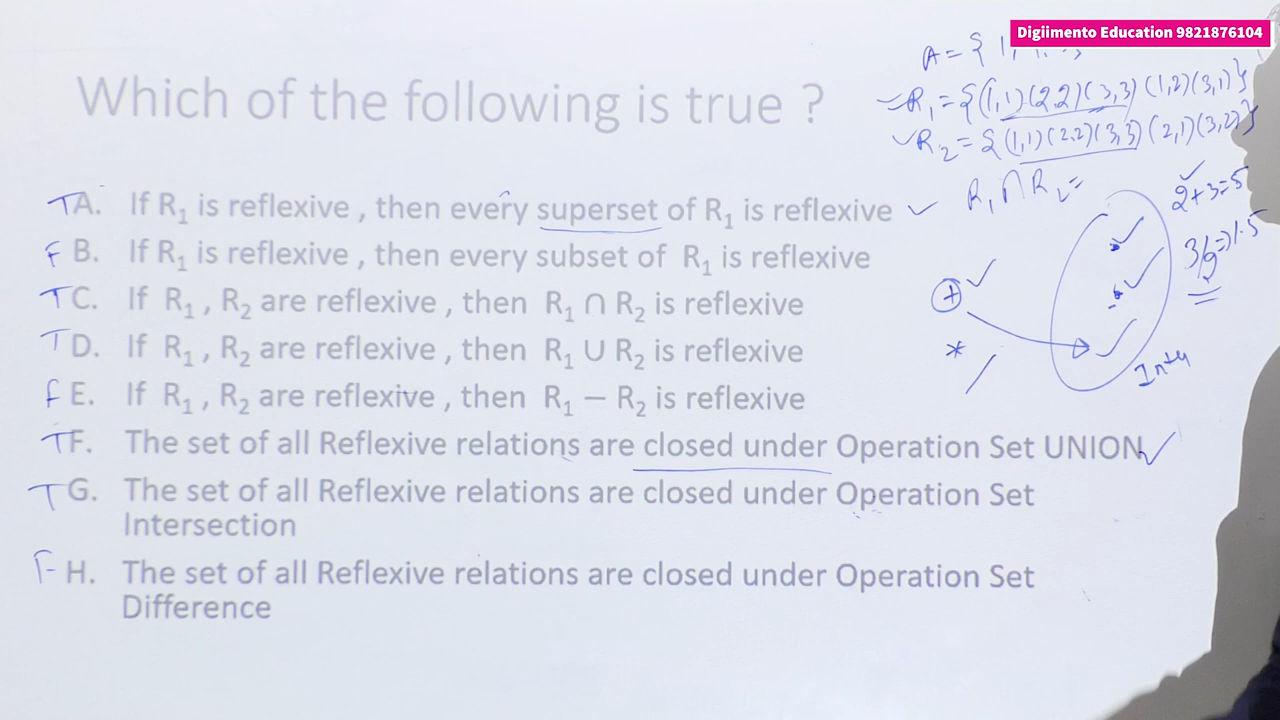 Digiimento Education 9821876104
Which of the following is true ?
A = { 1,
R₁ = {(1,1)(2,2)(3,3)(1,2)(3,1)}
R₂ = {(1,1)(2,2)(3,3)(2,1)(3,2)}
R₁ ∩ R₂ =
T A. If R₁ is reflexive , then every superset of R₁ is reflexive ✓
F B. If R₁ is reflexive , then every subset of R₁ is reflexive
T C. If R₁ , R₂ are reflexive , then R₁ ∩ R₂ is reflexive
T D. If R₁ , R₂ are reflexive , then R₁ ∪ R₂ is reflexive
F E. If R₁ , R₂ are reflexive , then R₁ − R₂ is reflexive
T F. The set of all Reflexive relations are closed under Operation Set UNION ✓
T G. The set of all Reflexive relations are closed under Operation Set
Intersection
F H. The set of all Reflexive relations are closed under Operation Set
Difference
2+3=5
+
*